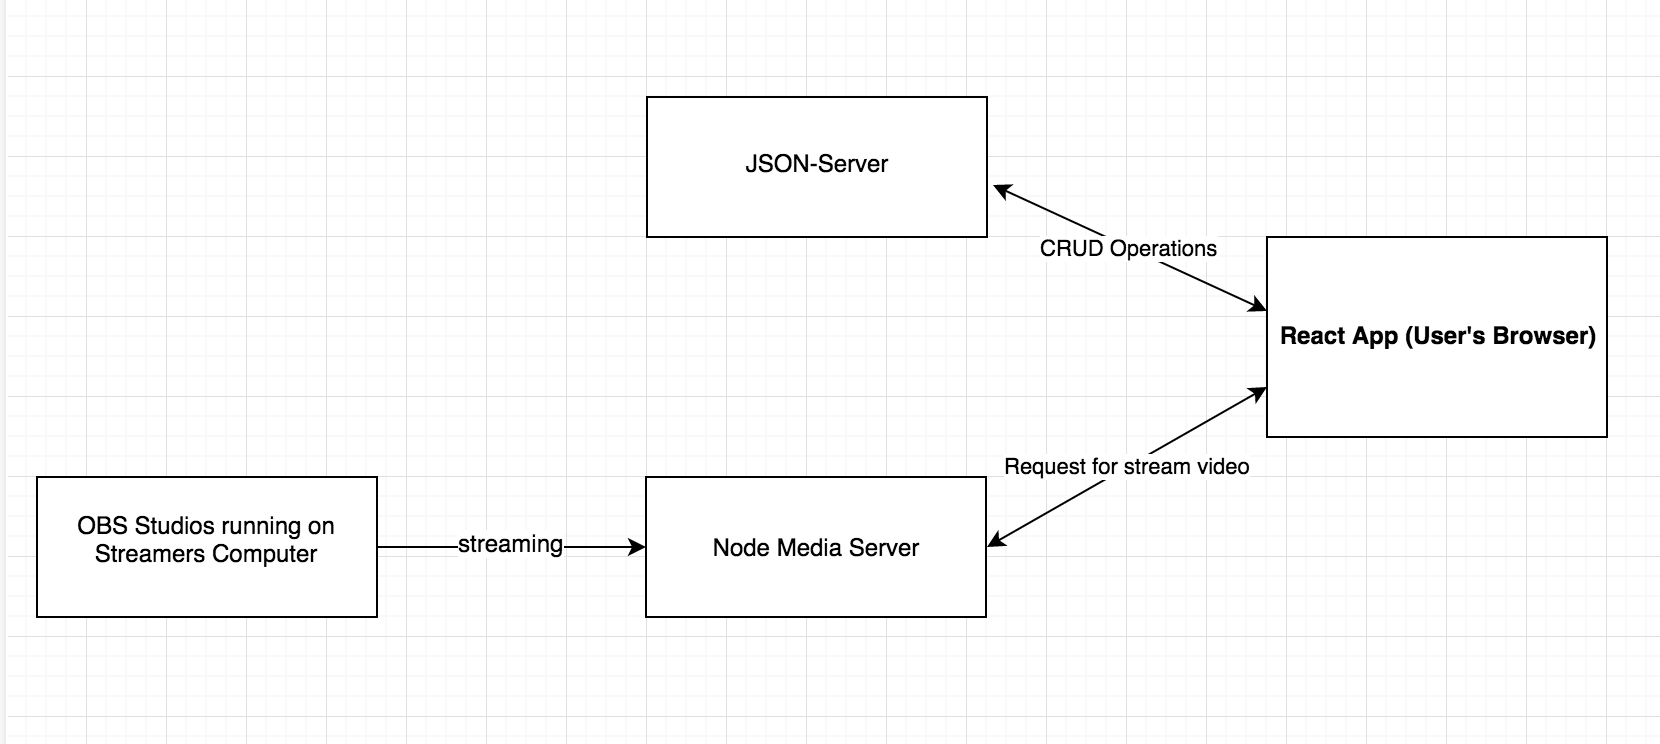 JSON-Server
CRUD Operations
React App (User's Browser)
Request for stream video
OBS Studios running on
Streamers Computer
streaming
Node Media Server